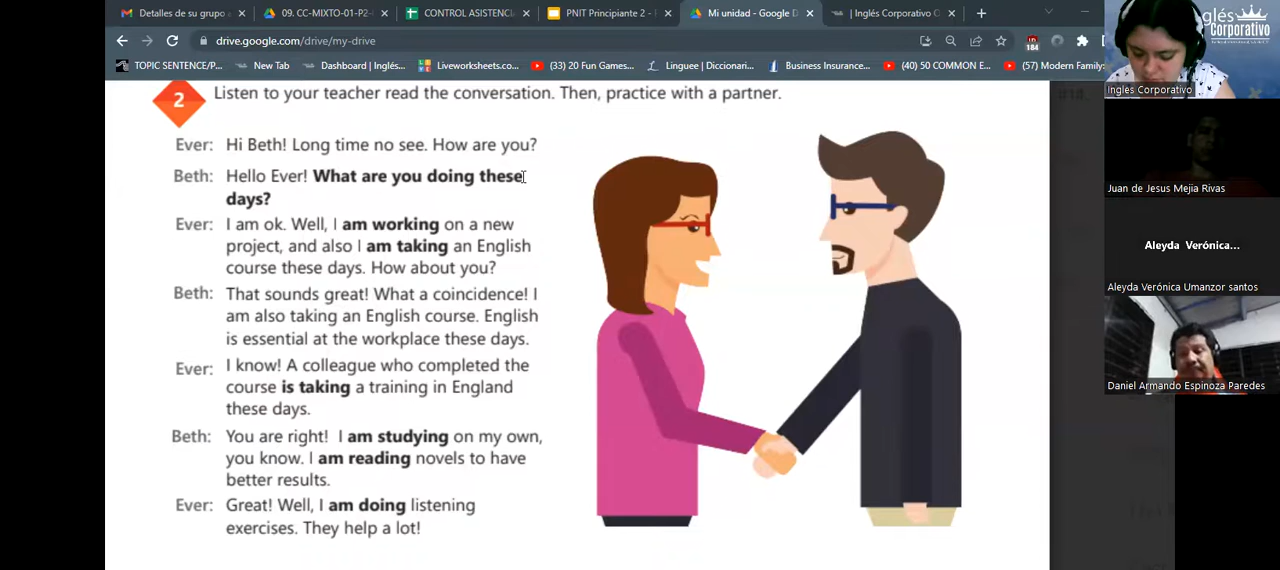 Detalles de su grupo
09. CC-MIXTO-01-P2-
CONTROL ASISTENCI
PNIT Principiante 2 -
Mi unidad - Google D
| Inglés Corporativo O
drive.google.com/drive/my-drive
184
TOPIC SENTENCE/P...
New Tab
Dashboard | Inglés...
Liveworksheets.co...
(33) 20 Fun Games...
Linguee | Diccionari...
Business Insurance...
(40) 50 COMMON E...
(57) Modern Family:
glés
Corporativo
Inglés Corporativo
2
Listen to your teacher read the conversation. Then, practice with a partner.
Ever: Hi Beth! Long time no see. How are you?
Beth: Hello Ever! What are you doing these
days?
Ever: I am ok. Well, I am working on a new
project, and also I am taking an English
course these days. How about you?
Beth: That sounds great! What a coincidence! I
am also taking an English course. English
is essential at the workplace these days.
Ever: I know! A colleague who completed the
course is taking a training in England
these days.
Beth: You are right! I am studying on my own,
you know. I am reading novels to have
better results.
Ever: Great! Well, I am doing listening
exercises. They help a lot!
Juan de Jesus Mejia Rivas
Aleyda Verónica...
Aleyda Verónica Umanzor santos
Daniel Armando Espinoza Paredes